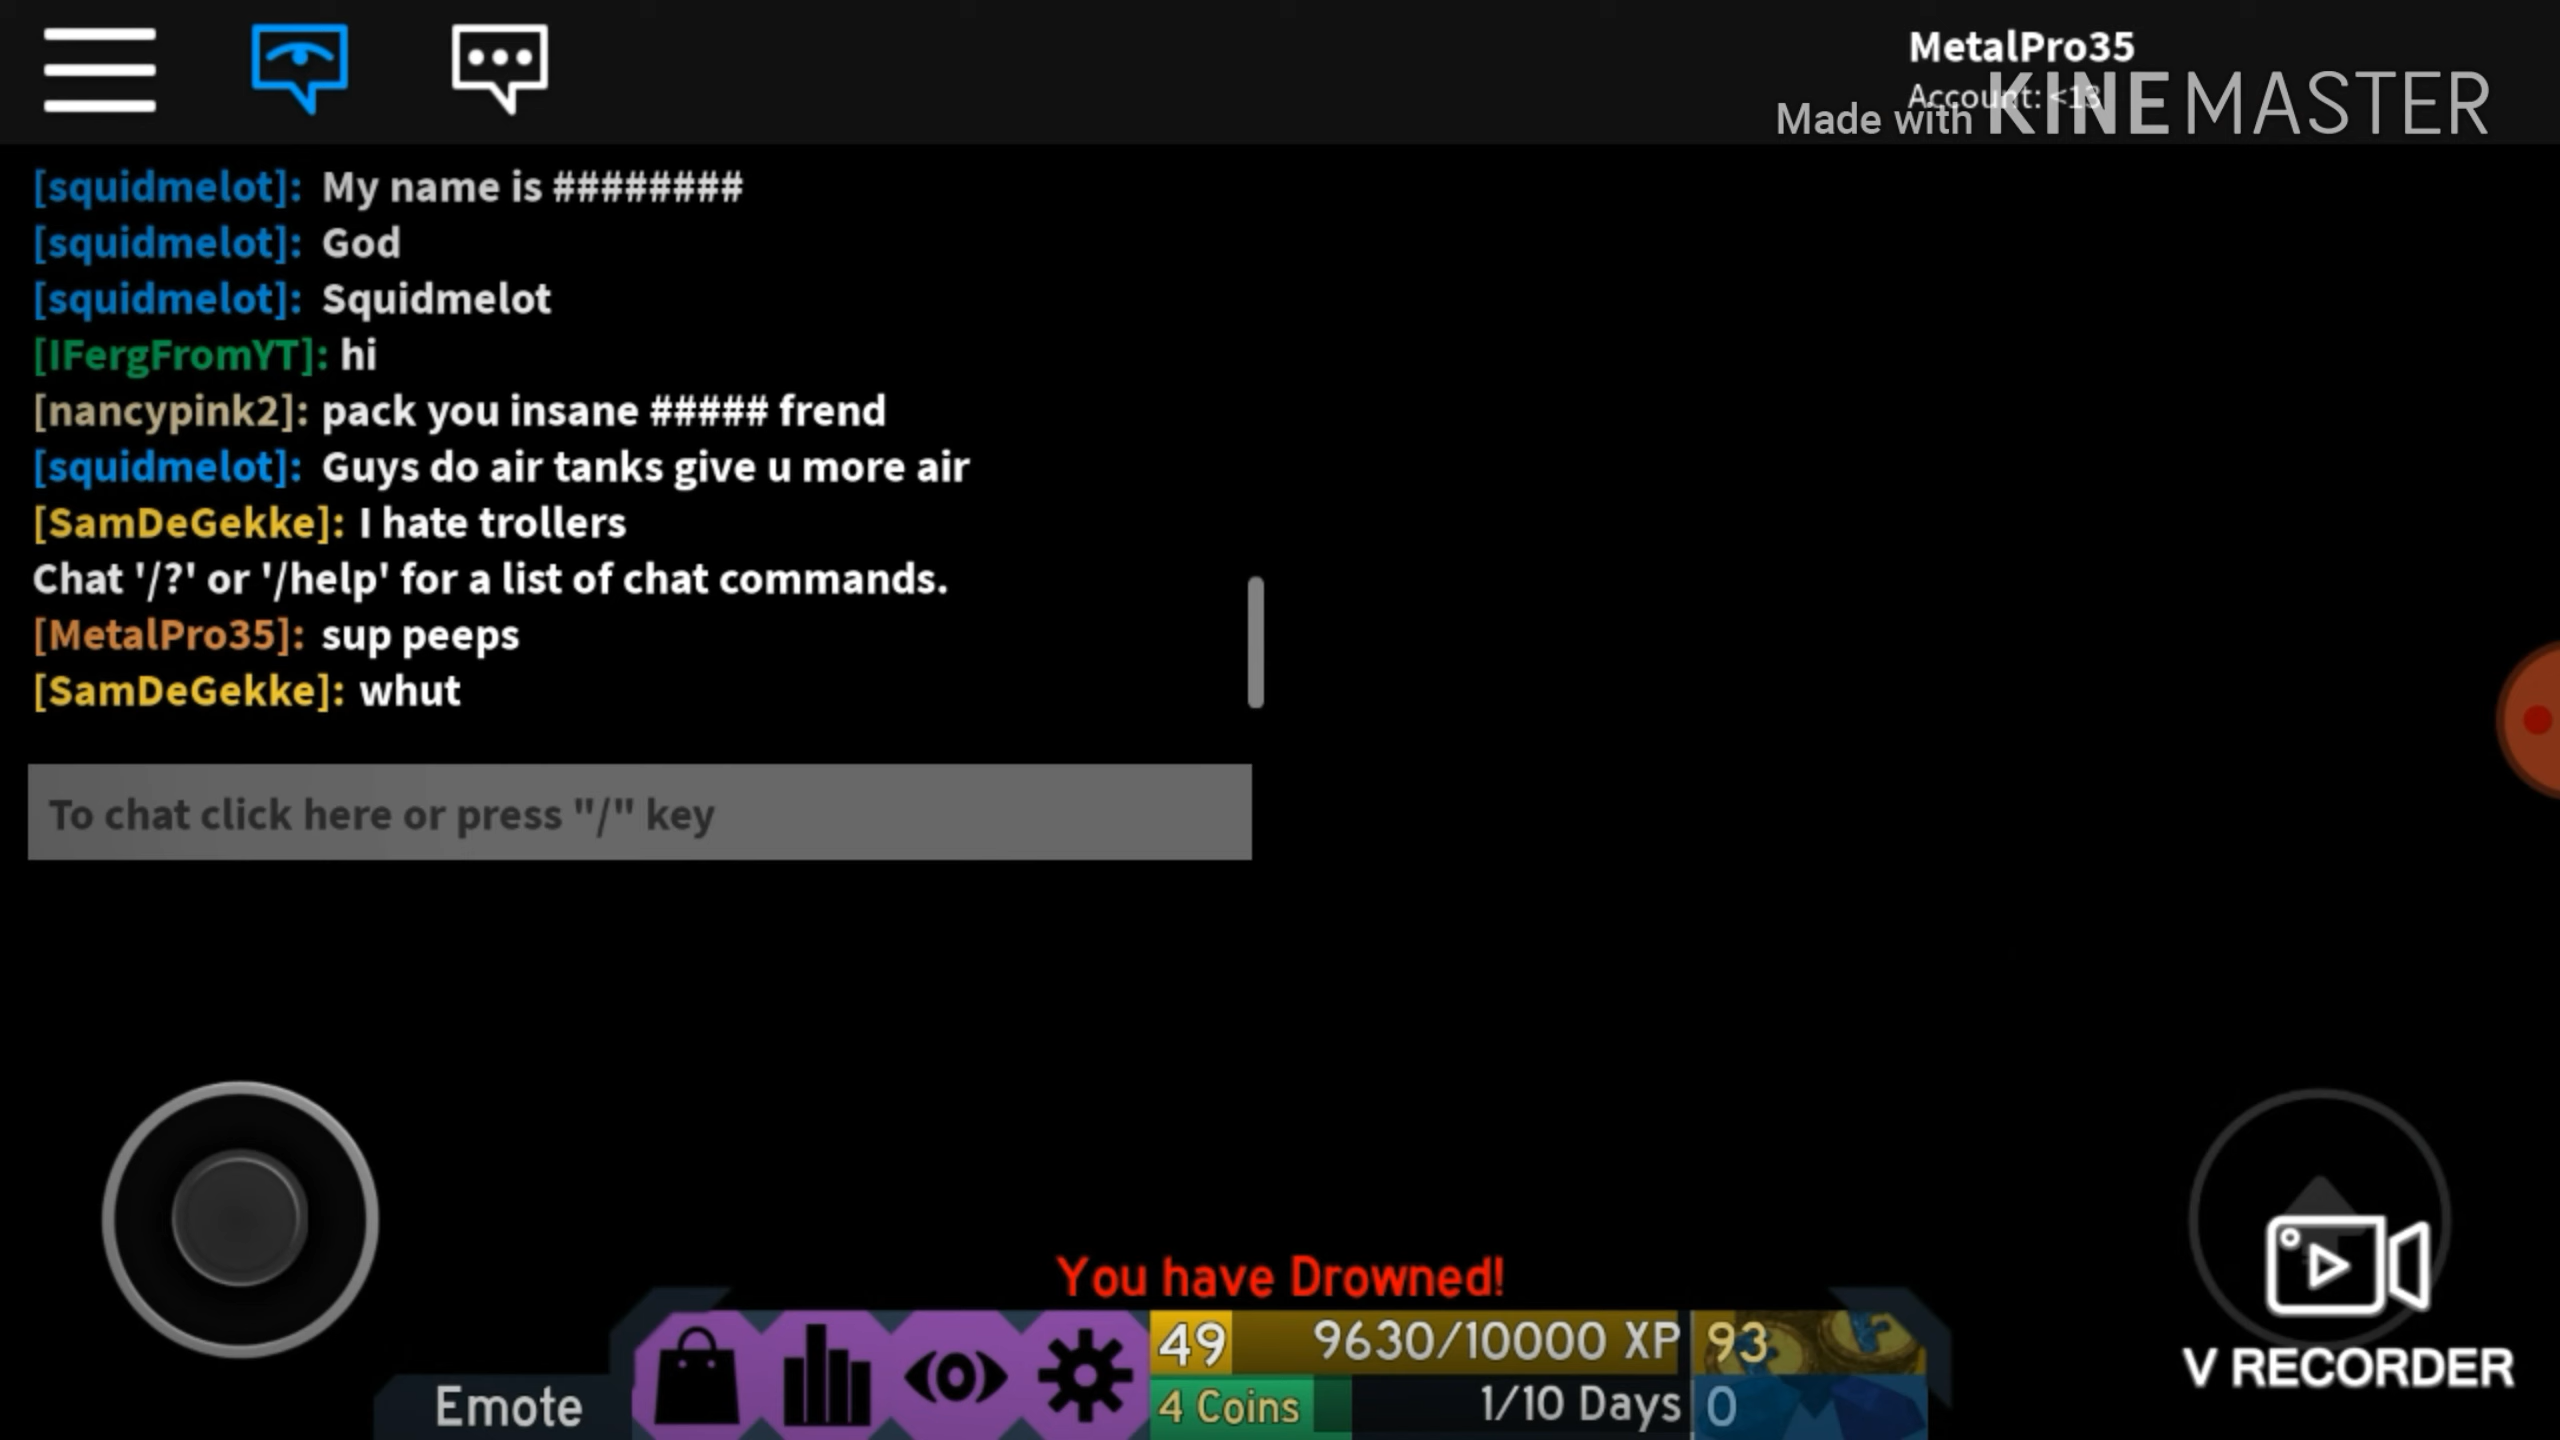 MetalPro35
Account: <13
Made with KINEMASTER
[squidmelot]: My name is ########
[squidmelot]: God
[squidmelot]: Squidmelot
[IFergFromYT]: hi
[nancypink2]: pack you insane ##### frend
[squidmelot]: Guys do air tanks give u more air
[SamDeGekke]: I hate trollers
Chat '/?' or '/help' for a list of chat commands.
[MetalPro35]: sup peeps
[SamDeGekke]: whut
To chat click here or press "/" key
You have Drowned!
49 9630/10000 XP 93
Emote 4 Coins 1/10 Days 0
V RECORDER